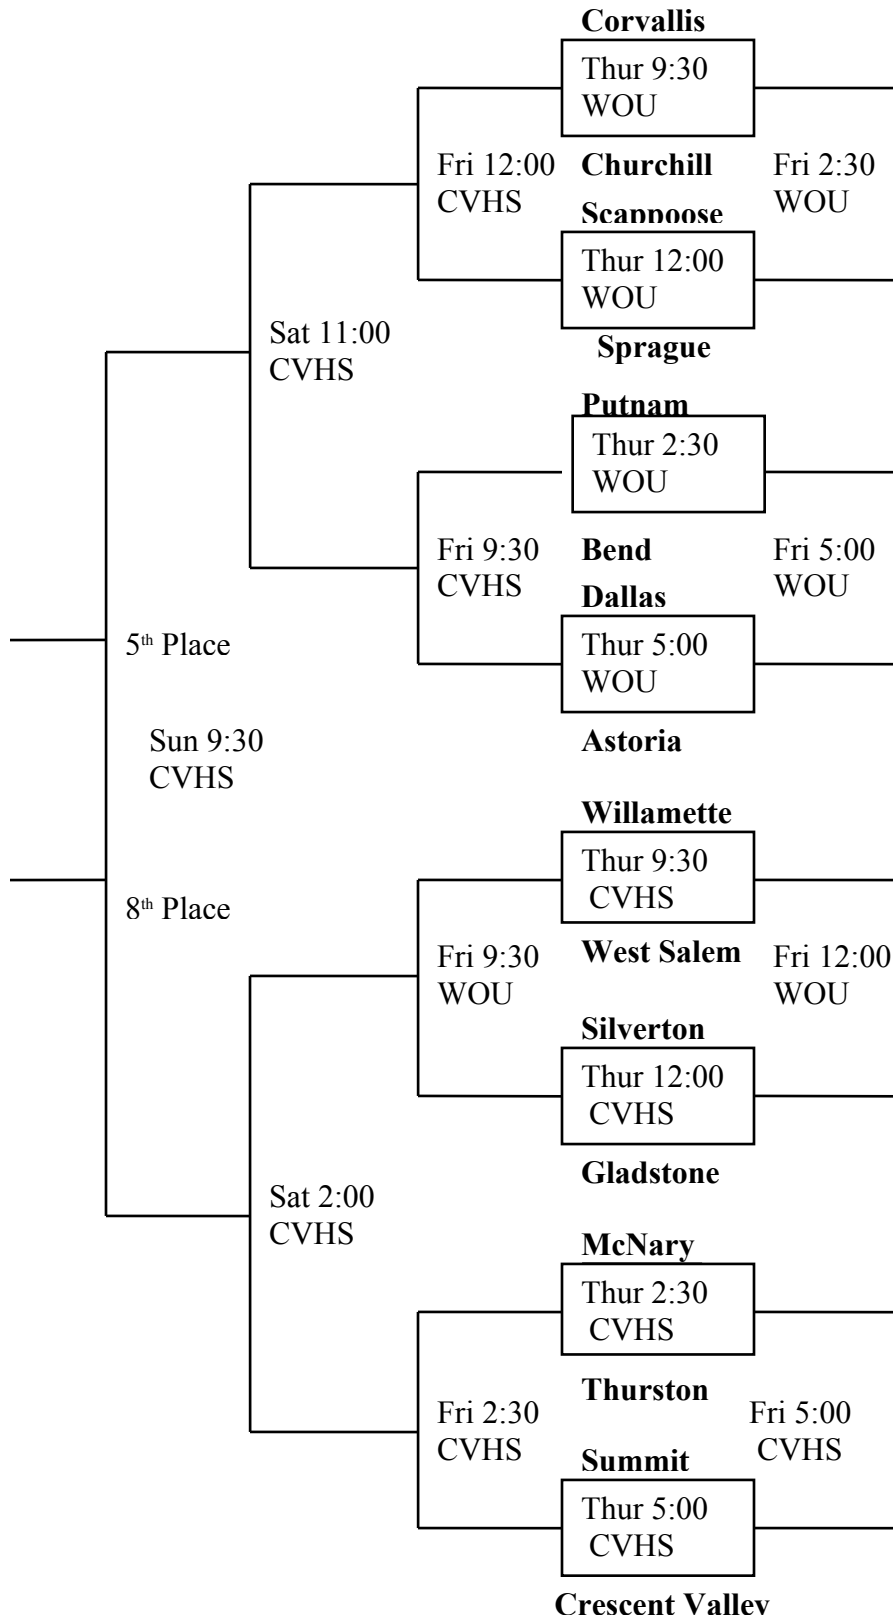 Corvallis
Thur 9:30
WOU
Fri 12:00
CVHS
Churchill
Fri 2:30
WOU
Scappoose
Thur 12:00
WOU
Sat 11:00
CVHS
Sprague
Putnam
Thur 2:30
WOU
Fri 9:30
CVHS
Bend
Fri 5:00
WOU
Dallas
Thur 5:00
WOU
5th Place
Sun 9:30
CVHS
Astoria
Willamette
Thur 9:30
CVHS
8th Place
Fri 9:30
WOU
West Salem
Fri 12:00
WOU
Silverton
Thur 12:00
CVHS
Gladstone
Sat 2:00
CVHS
McNary
Thur 2:30
CVHS
Thurston
Fri 2:30
CVHS
Fri 5:00
CVHS
Summit
Thur 5:00
CVHS
Crescent Valley